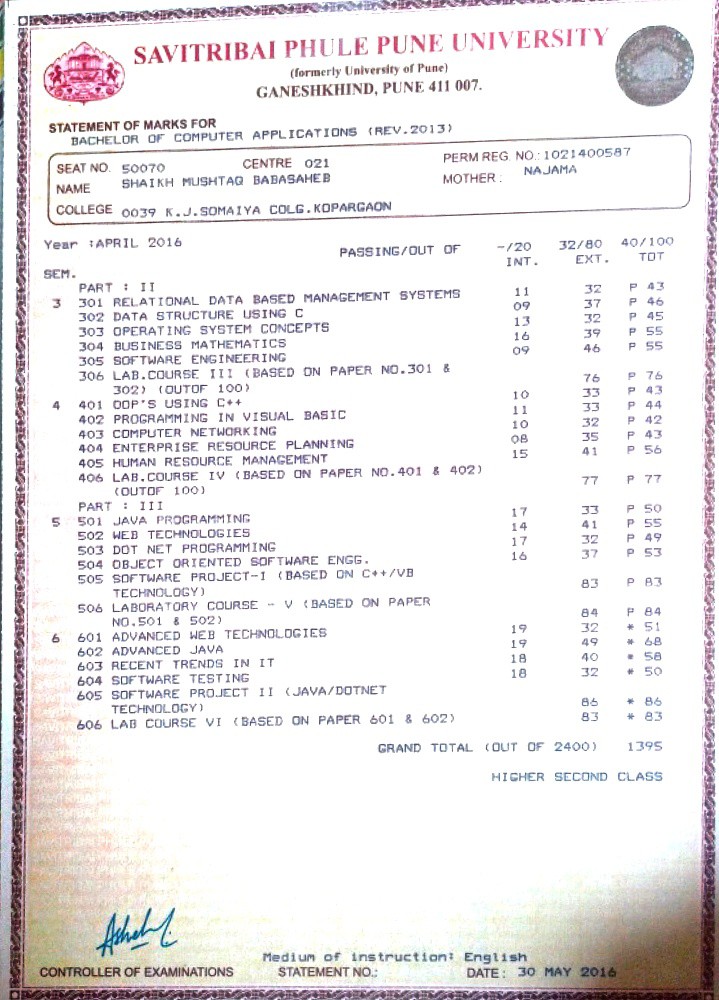 SAVITRIBAI PHULE PUNE UNIVERSITY
(formerly University of Pune)
GANESHKHIND, PUNE 411 007.
STATEMENT OF MARKS FOR
BACHELOR OF COMPUTER APPLICATIONS (REV.2013)
SEAT NO. 50070 CENTRE 021 PERM REG. NO.: 1021400587
NAME SHAIKH MUSHTAQ BABASAHEB MOTHER : NAJAMA
COLLEGE 0039 K.J.SOMAIYA COLG.KOPARGAON
Year :APRIL 2016 PASSING/OUT OF -/20 32/80 40/100
INT. EXT. TOT
SEM.
PART : II
3 301 RELATIONAL DATA BASED MANAGEMENT SYSTEMS 11 32 P 43
302 DATA STRUCTURE USING C 09 37 P 46
303 OPERATING SYSTEM CONCEPTS 13 32 P 45
304 BUSINESS MATHEMATICS 16 39 P 55
305 SOFTWARE ENGINEERING 09 46 P 55
306 LAB.COURSE III (BASED ON PAPER NO.301 &
302) (OUTOF 100) 76 P 76
4 401 OOP'S USING C++ 10 33 P 43
402 PROGRAMMING IN VISUAL BASIC 11 33 P 44
403 COMPUTER NETWORKING 10 32 P 42
404 ENTERPRISE RESOURCE PLANNING 08 35 P 43
405 HUMAN RESOURCE MANAGEMENT 15 41 P 56
406 LAB.COURSE IV (BASED ON PAPER NO.401 & 402)
(OUTOF 100) 77 P 77
PART : III
5 501 JAVA PROGRAMMING 17 33 P 50
502 WEB TECHNOLOGIES 14 41 P 55
503 DOT NET PROGRAMMING 17 32 P 49
504 OBJECT ORIENTED SOFTWARE ENGG. 16 37 P 53
505 SOFTWARE PROJECT-I (BASED ON C++/VB
TECHNOLOGY) 83 P 83
506 LABORATORY COURSE - V (BASED ON PAPER
NO.501 & 502) 84 P 84
6 601 ADVANCED WEB TECHNOLOGIES 19 32 * 51
602 ADVANCED JAVA 19 49 * 68
603 RECENT TRENDS IN IT 18 40 * 58
604 SOFTWARE TESTING 18 32 * 50
605 SOFTWARE PROJECT II (JAVA/DOTNET
TECHNOLOGY) 86 * 86
606 LAB COURSE VI (BASED ON PAPER 601 & 602) 83 * 83
GRAND TOTAL (OUT OF 2400) 1395
HIGHER SECOND CLASS
Medium of instruction: English
CONTROLLER OF EXAMINATIONS STATEMENT NO.: DATE : 30 MAY 2016